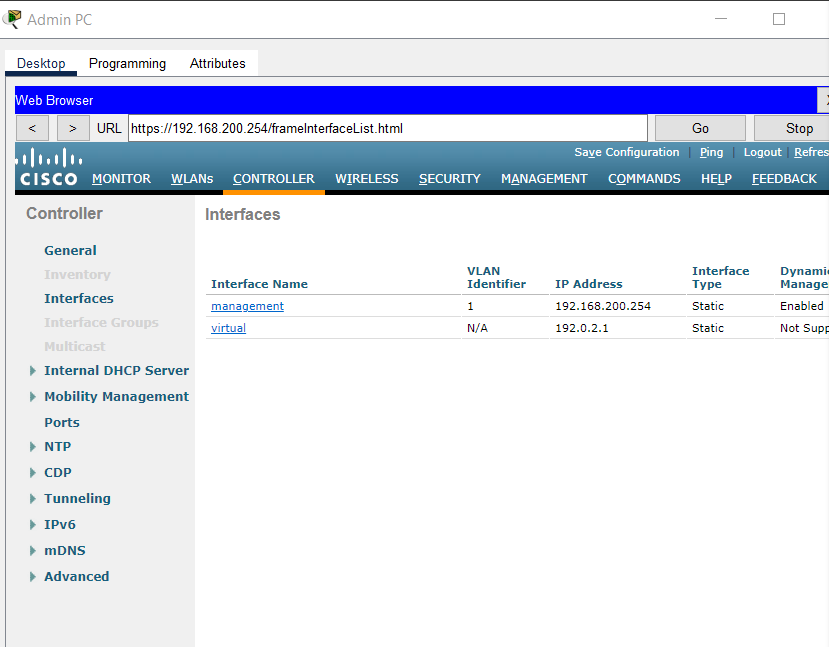 Admin PC
Desktop Programming Attributes
Web Browser
< > URL https://192.168.200.254/frameInterfaceList.html Go Stop
Save Configuration | Ping | Logout | Refres
CISCO MONITOR WLANs CONTROLLER WIRELESS SECURITY MANAGEMENT COMMANDS HELP FEEDBACK
Controller
General
Inventory
Interfaces
Interface Groups
Multicast
Internal DHCP Server
Mobility Management
Ports
NTP
CDP
Tunneling
IPv6
mDNS
Advanced
Interfaces
Interface Name VLAN Identifier IP Address Interface Type Dynamic Manage
management 1 192.168.200.254 Static Enabled
virtual N/A 192.0.2.1 Static Not Supp